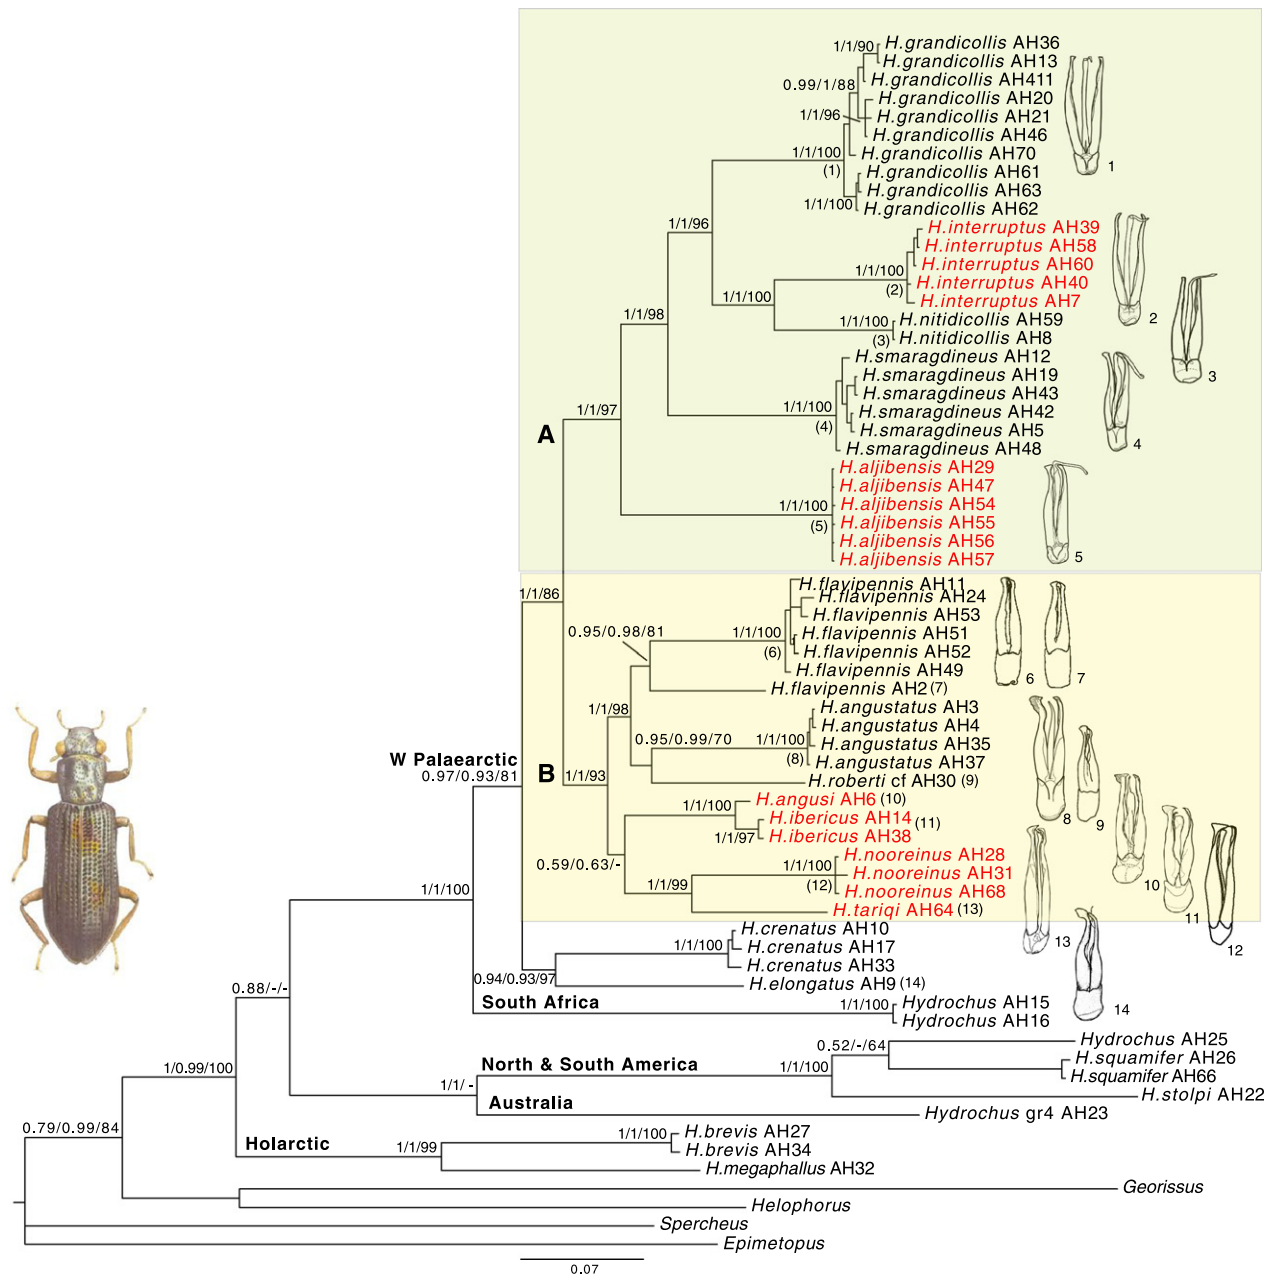 1/1/90
H.grandicollis AH36
H.grandicollis AH13
0.99/1/88
H.grandicollis AH411
H.grandicollis AH20
1/1/96
H.grandicollis AH21
H.grandicollis AH46
1/1/100
(1)
H.grandicollis AH70
H.grandicollis AH61
H.grandicollis AH63
1/1/100
H.grandicollis AH62
1
1/1/96
H.interruptus AH39
H.interruptus AH58
H.interruptus AH60
1/1/100
(2)
H.interruptus AH40
H.interruptus AH7
2
1/1/100
1/1/98
H.nitidicollis AH59
1/1/100
(3)
H.nitidicollis AH8
3
H.smaragdineus AH12
H.smaragdineus AH19
H.smaragdineus AH43
1/1/100
(4)
H.smaragdineus AH42
H.smaragdineus AH5
H.smaragdineus AH48
4
1/1/97
A
H.aljibensis AH29
H.aljibensis AH47
H.aljibensis AH54
1/1/100
(5)
H.aljibensis AH55
H.aljibensis AH56
H.aljibensis AH57
5
1/1/86
H.flavipennis AH11
H.flavipennis AH24
H.flavipennis AH53
0.95/0.98/81
1/1/100
(6)
H.flavipennis AH51
H.flavipennis AH52
H.flavipennis AH49
H.flavipennis AH2 (7)
6
7
1/1/98
H.angustatus AH3
H.angustatus AH4
0.95/0.99/70
1/1/100
(8)
H.angustatus AH35
H.angustatus AH37
H.roberti cf AH30 (9)
8
9
W Palaearctic
0.97/0.93/81
B
1/1/93
H.angusi AH6 (10)
1/1/100
H.ibericus AH14 (11)
1/1/97
H.ibericus AH38
0.59/0.63/-
H.nooreinus AH28
1/1/100
(12)
H.nooreinus AH31
1/1/99
H.nooreinus AH68
H.tariqi AH64 (13)
10
11
12
13
1/1/100
H.crenatus AH10
1/1/100
H.crenatus AH17
H.crenatus AH33
0.94/0.93/97
H.elongatus AH9 (14)
14
South Africa
1/1/100
Hydrochus AH15
Hydrochus AH16
0.88/-/-
0.52/-/64
Hydrochus AH25
North & South America
1/1/100
H.squamifer AH26
H.squamifer AH66
H.stolpi AH22
1/1/ -
Australia
Hydrochus gr4 AH23
1/0.99/100
Holarctic
1/1/99
1/1/100
H.brevis AH27
H.brevis AH34
H.megaphallus AH32
0.79/0.99/84
Georissus
Helophorus
Spercheus
Epimetopus
0.07